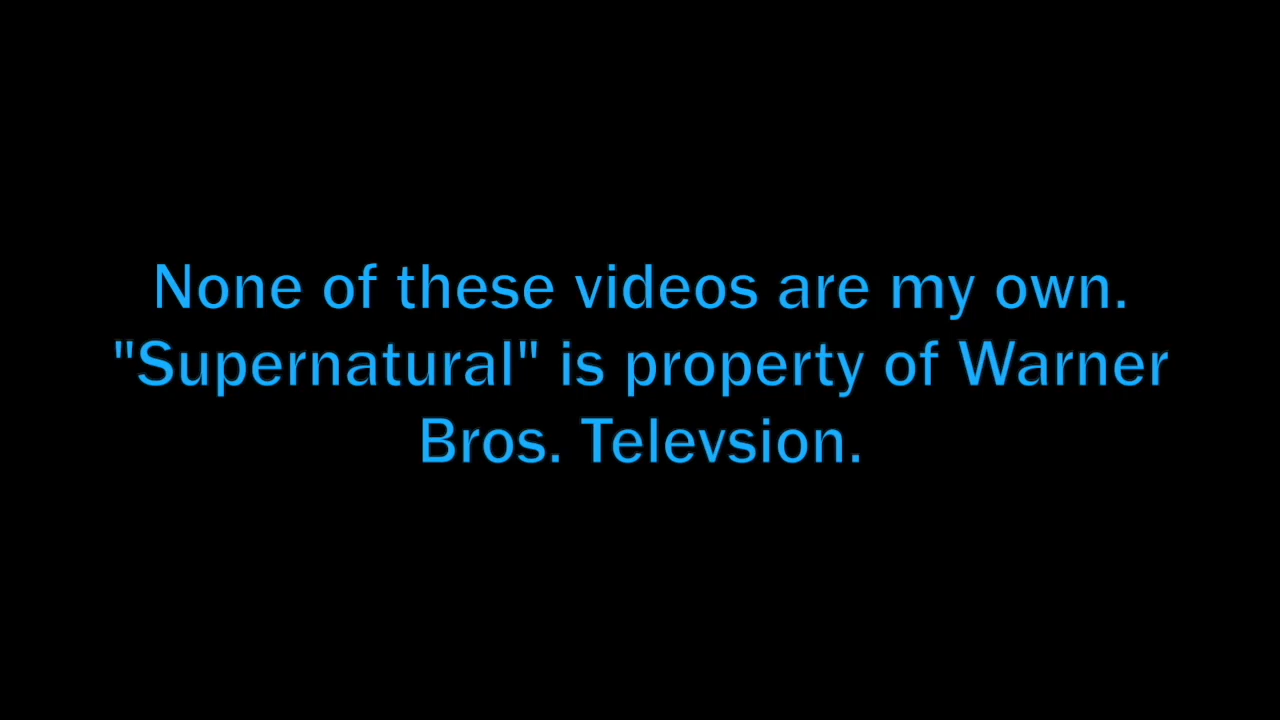 None of these videos are my own.
"Supernatural" is property of Warner
Bros. Televsion.